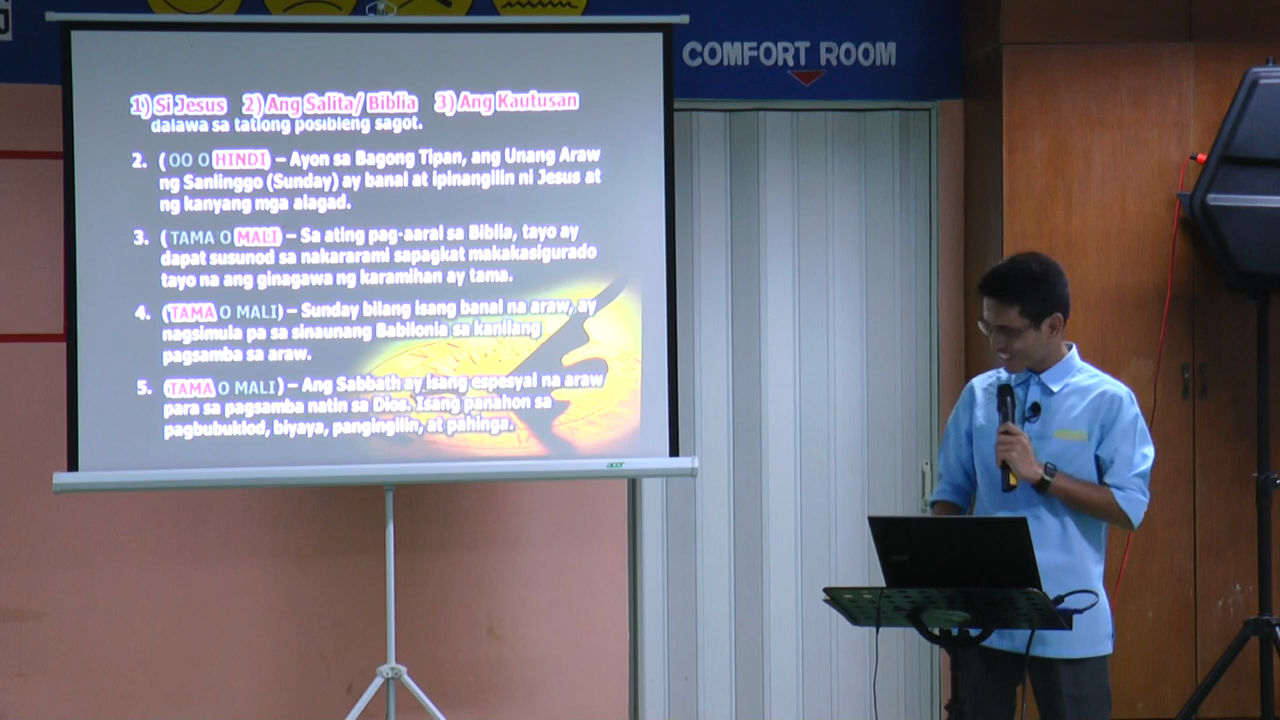 COMFORT ROOM
1) Si Jesus 2) Ang Salita/ Biblia 3) Ang Kautusan
dalawa sa tatlong posibleng sagot.
2. (OO O HINDI) – Ayon sa Bagong Tipan, ang Unang Araw
ng Sanlinggo (Sunday) ay banal at ipinangilin ni Jesus at
ng kanyang mga alagad.
3. (TAMA O MALI) – Sa ating pag-aaral sa Biblia, tayo ay
dapat susunod sa nakararami sapagkat makakasigurado
tayo na ang ginagawa ng karamihan ay tama.
4. (TAMA O MALI) – Sunday bilang isang banal na araw, ay
nagsimula pa sa sinaunang Babilonia sa kanilang
pagsamba sa araw.
5. (TAMA O MALI) – Ang Sabbath ay isang espesyal na araw
para sa pagsamba natin sa Dios. Isang panahon sa
pagbubuklod, biyaya, pangingilin, at pahinga.
acer